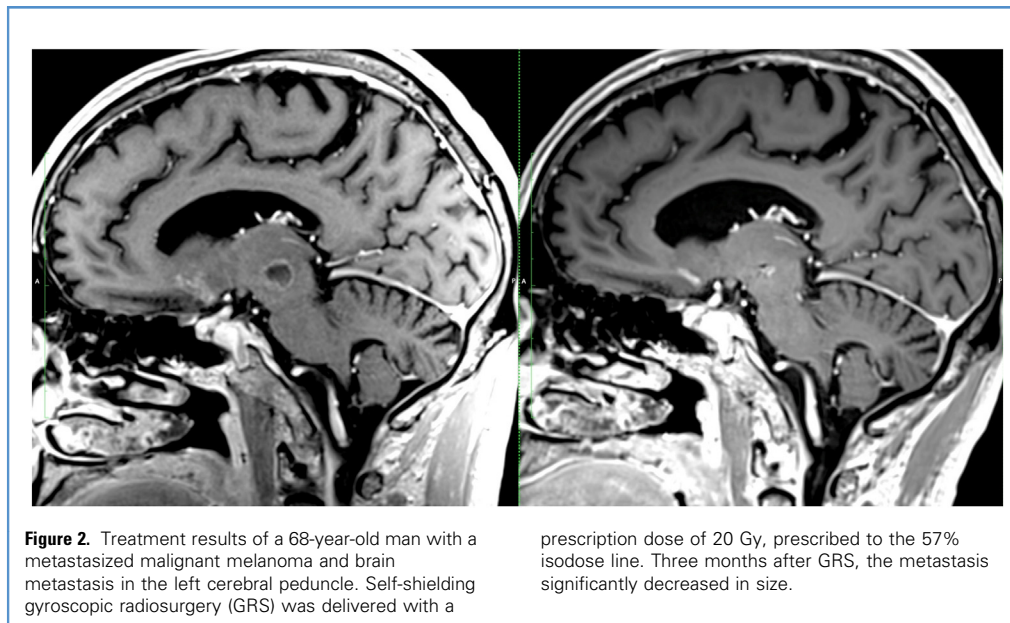 A
P
A
P
Figure 2. Treatment results of a 68-year-old man with a
metastasized malignant melanoma and brain
metastasis in the left cerebral peduncle. Self-shielding
gyroscopic radiosurgery (GRS) was delivered with a
prescription dose of 20 Gy, prescribed to the 57%
isodose line. Three months after GRS, the metastasis
significantly decreased in size.